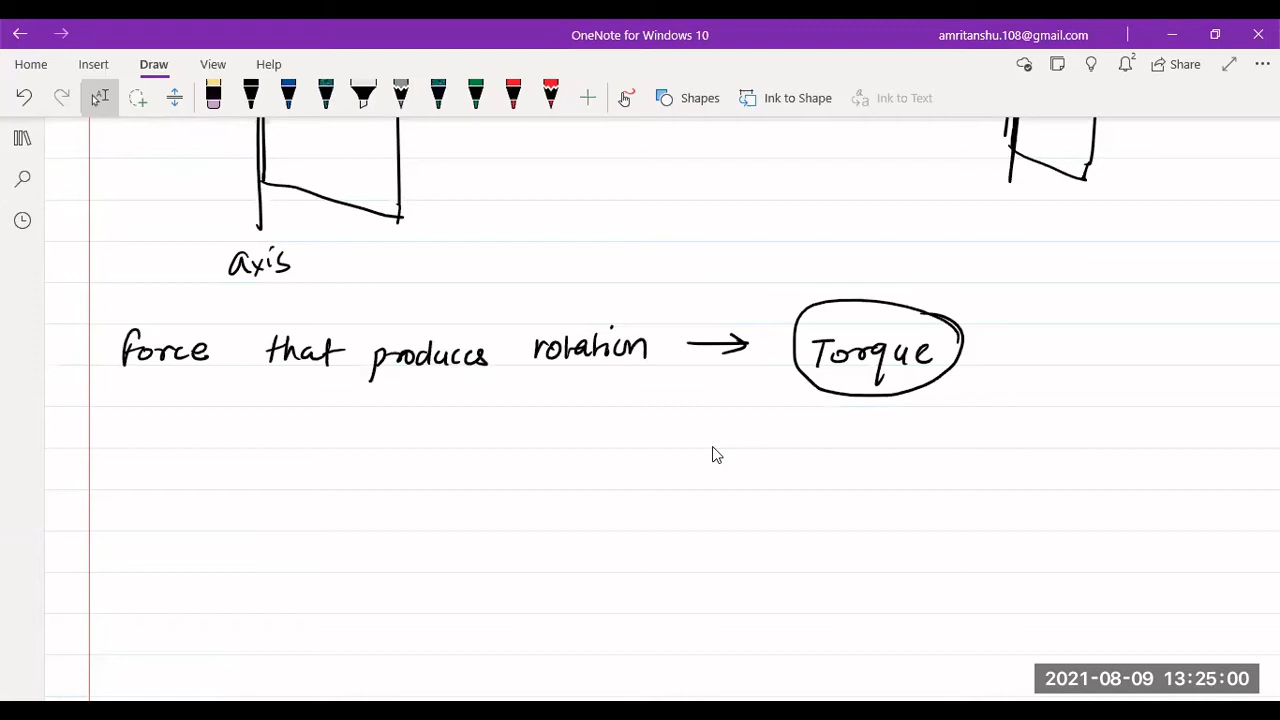 OneNote for Windows 10
amritanshu.108@gmail.com
Home Insert Draw View Help
Share
Shapes
Ink to Shape
Ink to Text
axis
force that produces rotation → Torque
2021-08-09 13:25:00